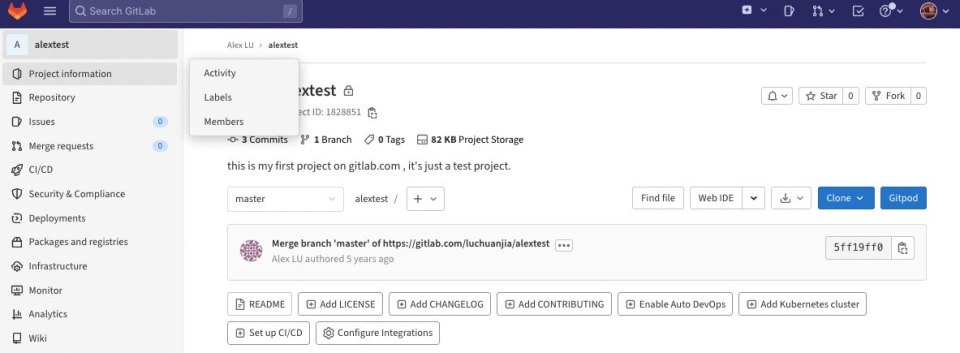 Search GitLab /
A alextest
Alex LU > alextest
Project information
Activity
Repository
Labels
Issues 0
Members
Merge requests 0
CI/CD
Security & Compliance
Deployments
Packages and registries
Infrastructure
Monitor
Analytics
Wiki
extest
ect ID: 1828851
Star 0
Fork 0
3 Commits 1 Branch 0 Tags 82 KB Project Storage
this is my first project on gitlab.com , it's just a test project.
master alextest / +
Find file Web IDE Clone Gitpod
Merge branch 'master' of https://gitlab.com/luchuanjia/alextest
Alex LU authored 5 years ago
5ff19ff0
README Add LICENSE Add CHANGELOG Add CONTRIBUTING Enable Auto DevOps Add Kubernetes cluster
Set up CI/CD Configure Integrations